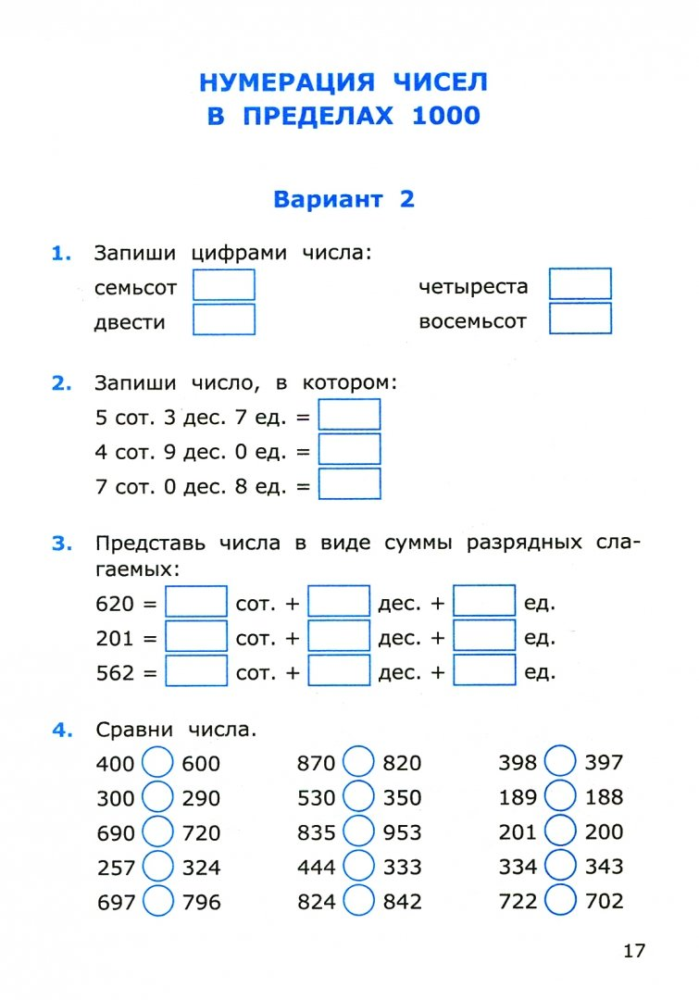 НУМЕРАЦИЯ ЧИСЕЛ
В ПРЕДЕЛАХ 1000
Вариант 2
1. Запиши цифрами числа:
семьсот четыреста
двести восемьсот
2. Запиши число, в котором:
5 сот. 3 дес. 7 ед. =
4 сот. 9 дес. 0 ед. =
7 сот. 0 дес. 8 ед. =
3. Представь числа в виде суммы разрядных сла-
гаемых:
620 = сот. + дес. + ед.
201 = сот. + дес. + ед.
562 = сот. + дес. + ед.
4. Сравни числа.
400 600 870 820 398 397
300 290 530 350 189 188
690 720 835 953 201 200
257 324 444 333 334 343
697 796 824 842 722 702
17